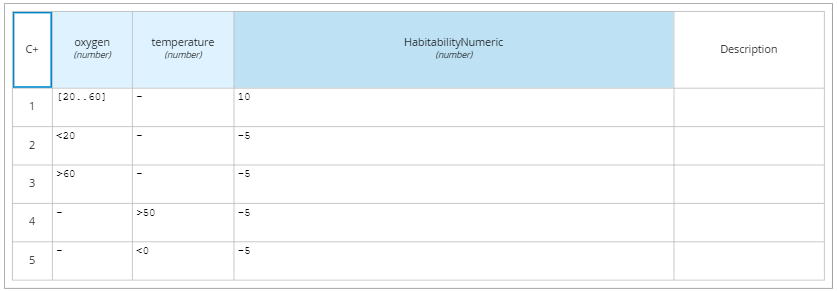 C+ oxygen (number) temperature (number) HabitabilityNumeric (number) Description
1 [20..60] - 10
2 <20 - -5
3 >60 - -5
4 - >50 -5
5 - <0 -5